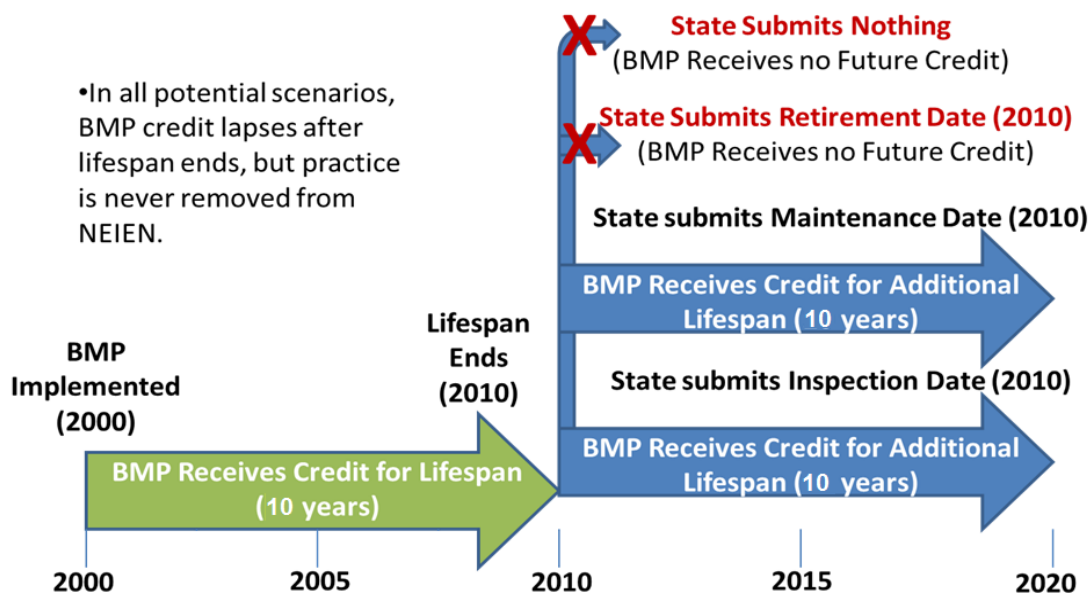 State Submits Nothing
(BMP Receives no Future Credit)
•In all potential scenarios,
BMP credit lapses after
lifespan ends, but practice
is never removed from
NEIEN.
X
State Submits Retirement Date (2010)
(BMP Receives no Future Credit)
X
State submits Maintenance Date (2010)
BMP Receives Credit for Additional
Lifespan (10 years)
BMP
Implemented
(2000)
Lifespan
Ends
(2010)
State submits Inspection Date (2010)
BMP Receives Credit for Lifespan
(10 years)
BMP Receives Credit for Additional
Lifespan (10 years)
2000
2005
2010
2015
2020